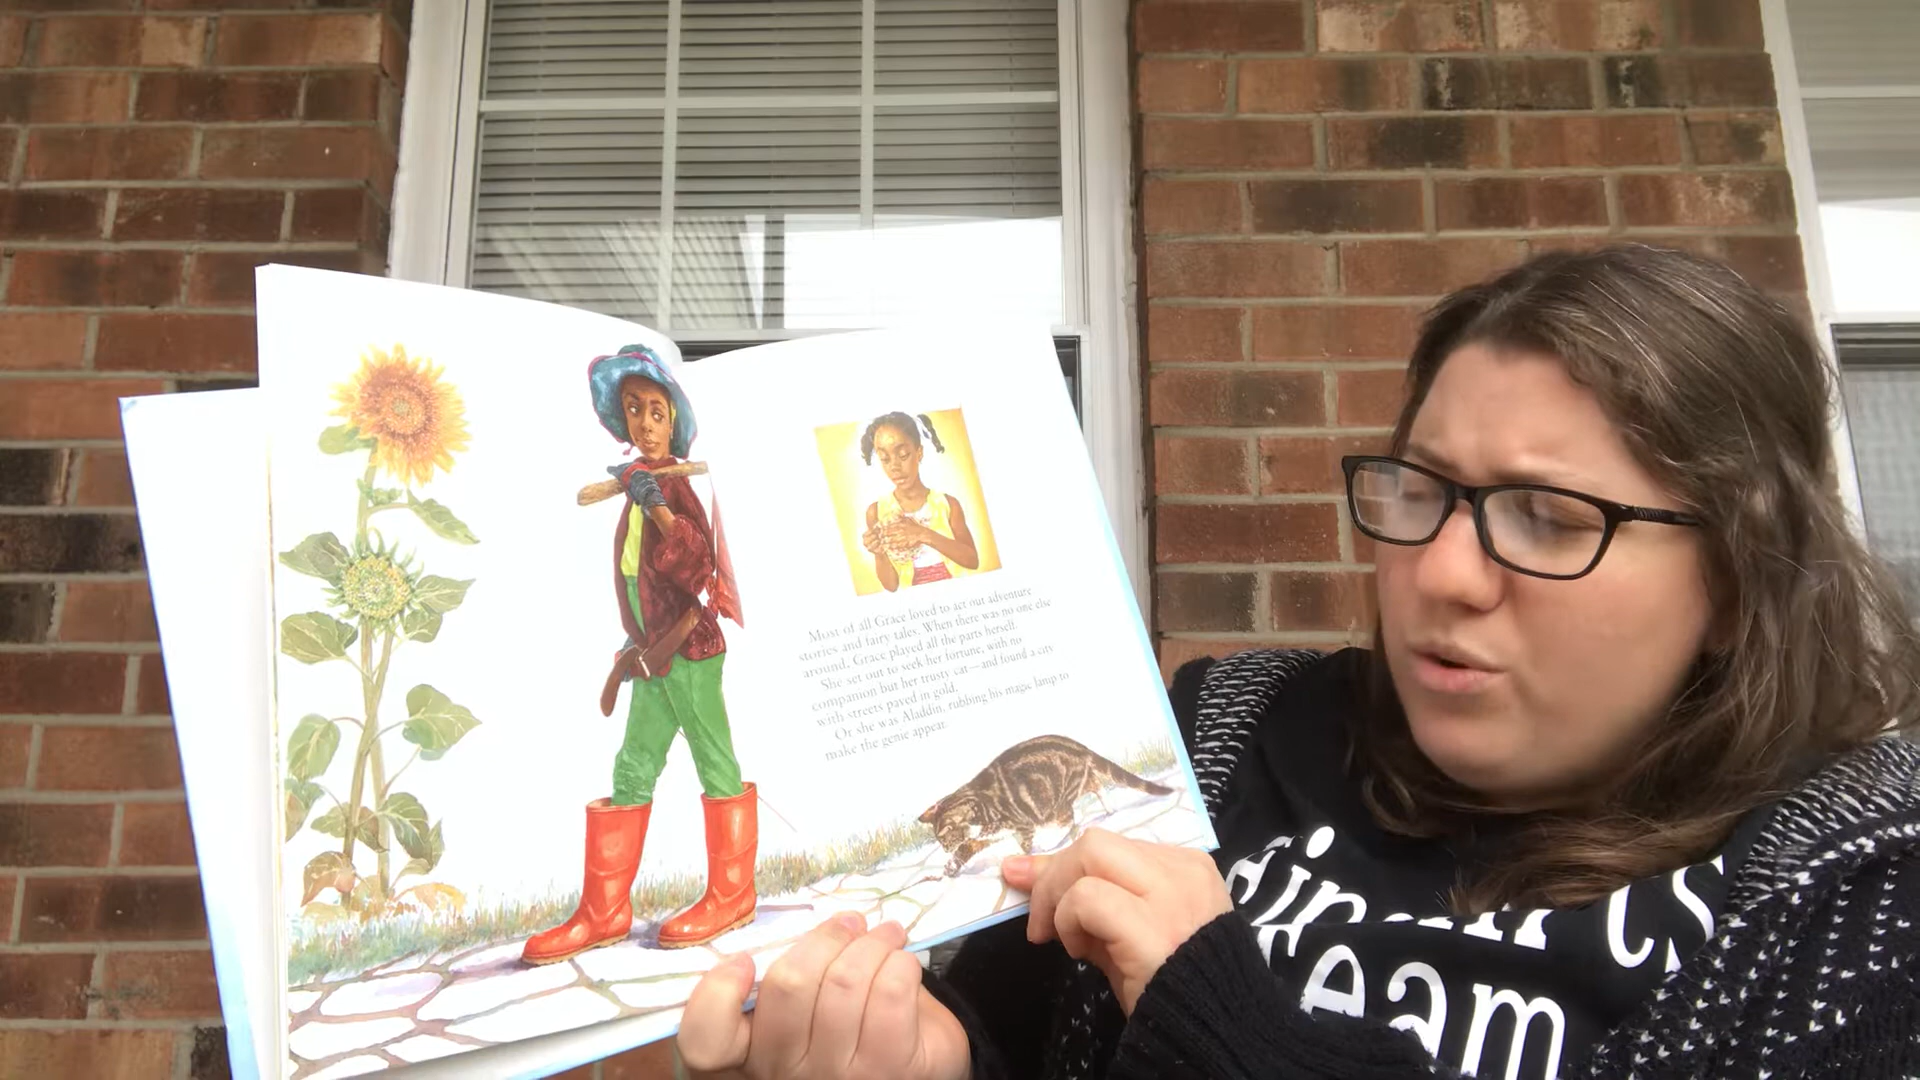 Most of all Grace loved to act out adventure
stories and fairy tales. When there was no one else
around, Grace played all the parts herself.
She set out to seek her fortune, with no
companion but her trusty cat—and found a city
with streets paved in gold.
Or she was Aladdin, rubbing his magic lamp to
make the genie appear.